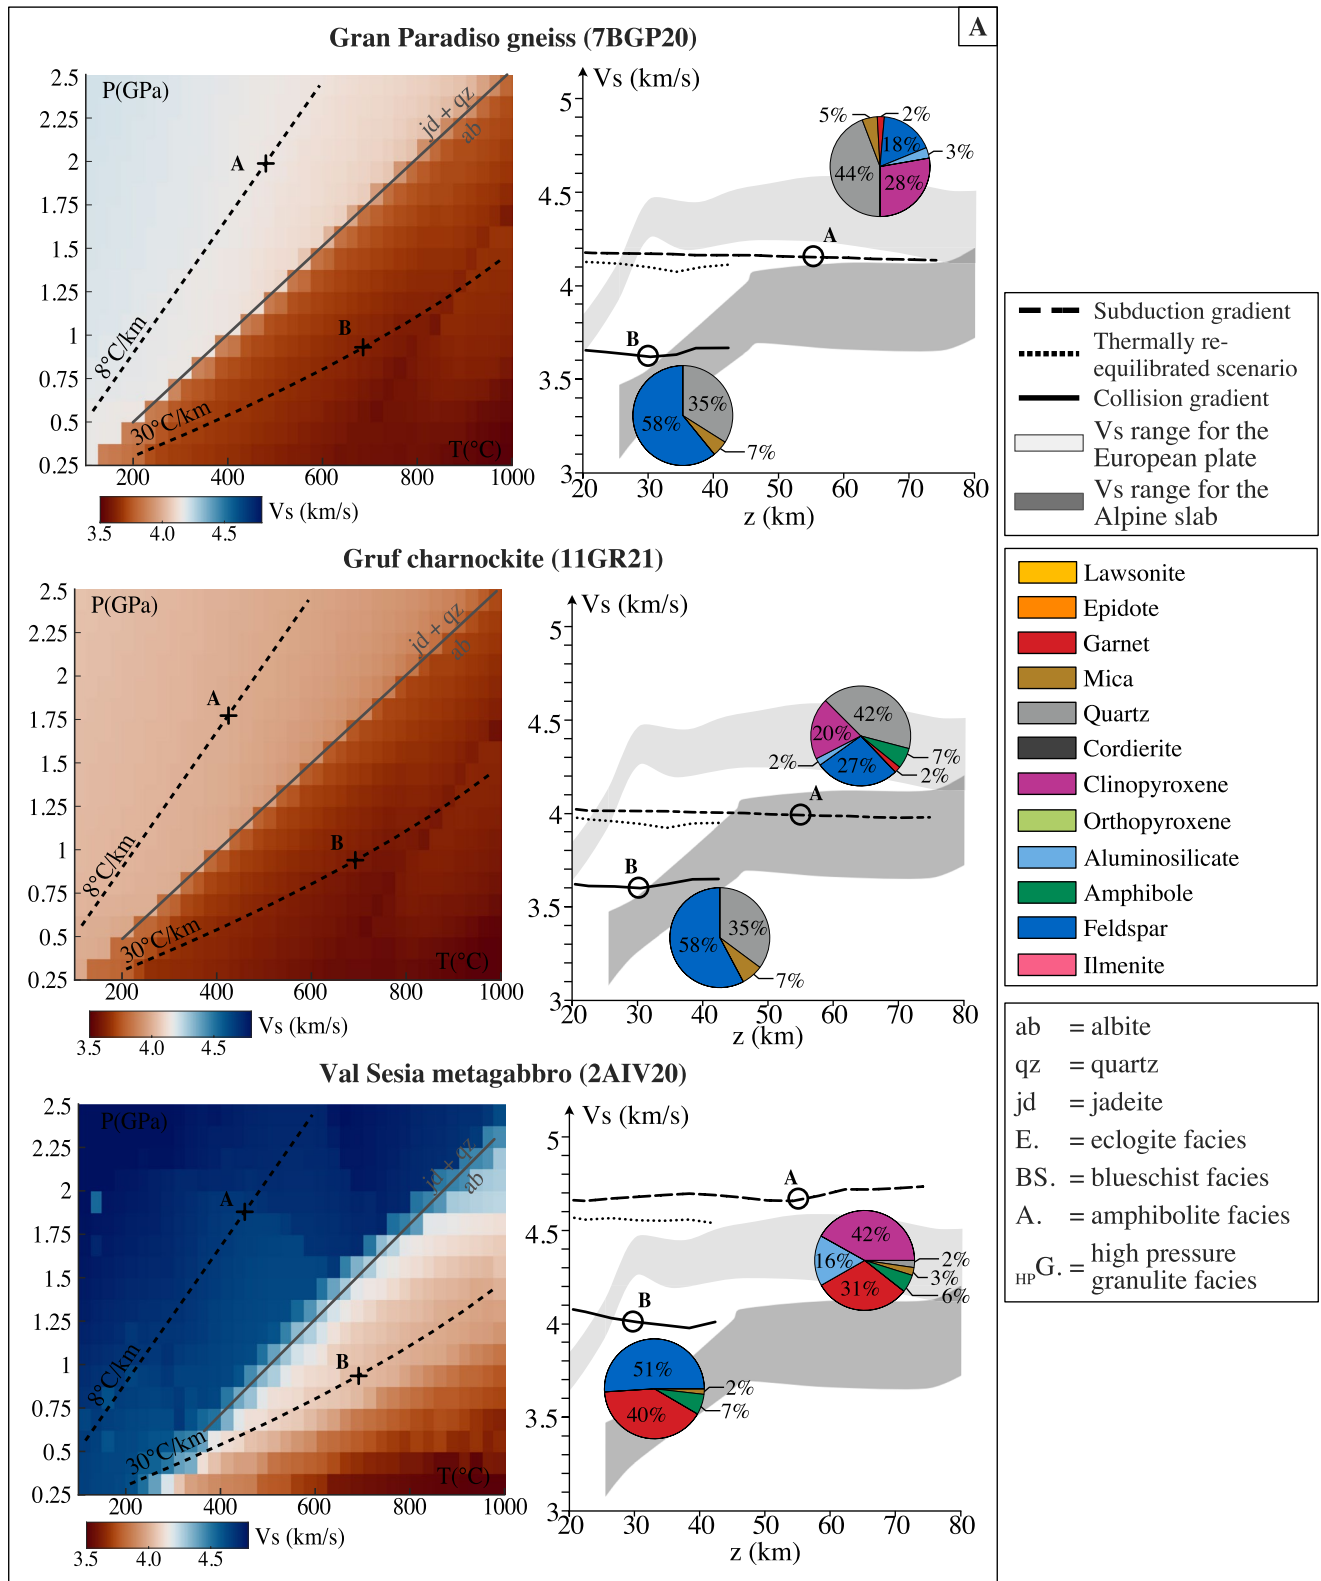 A
Gran Paradiso gneiss (7BGP20)
P(GPa)
2.5
2.25
2
1.75
1.5
1.25
1
0.75
0.5
0.25
jd + qz
ab
A
B
8°C/km
30°C/km
T(°C)
200 400 600 800 1000
3.5 4.0 4.5
Vs (km/s)
Vs (km/s)
5
4.5
4
3.5
3
5% 2%
18%
3%
44%
28%
A
B
35%
58%
7%
20 30 40 50 60 70 80
z (km)
Gruf charnockite (11GR21)
P(GPa)
2.5
2.25
2
1.75
1.5
1.25
1
0.75
0.5
0.25
jd + qz
ab
A
B
8°C/km
30°C/km
T(°C)
200 400 600 800 1000
3.5 4.0 4.5
Vs (km/s)
Vs (km/s)
5
4.5
4
3.5
3
42%
20%
7%
2% 27% 2%
A
B
35%
58%
7%
20 30 40 50 60 70 80
z (km)
Val Sesia metagabbro (2AIV20)
P(GPa)
2.5
2.25
2
1.75
1.5
1.25
1
0.75
0.5
0.25
jd + qz
ab
A
B
8°C/km
30°C/km
T(°C)
200 400 600 800 1000
3.5 4.0 4.5
Vs (km/s)
Vs (km/s)
5
4.5
4
3.5
3
A
42%
16% 2%
3%
31%
6%
B
51%
2%
40% 7%
20 30 40 50 60 70 80
z (km)
Subduction gradient
Thermally re-
equilibrated scenario
Collision gradient
Vs range for the
European plate
Vs range for the
Alpine slab
Lawsonite
Epidote
Garnet
Mica
Quartz
Cordierite
Clinopyroxene
Orthopyroxene
Aluminosilicate
Amphibole
Feldspar
Ilmenite
ab = albite
qz = quartz
jd = jadeite
E. = eclogite facies
BS. = blueschist facies
A. = amphibolite facies
HPG. = high pressure
granulite facies